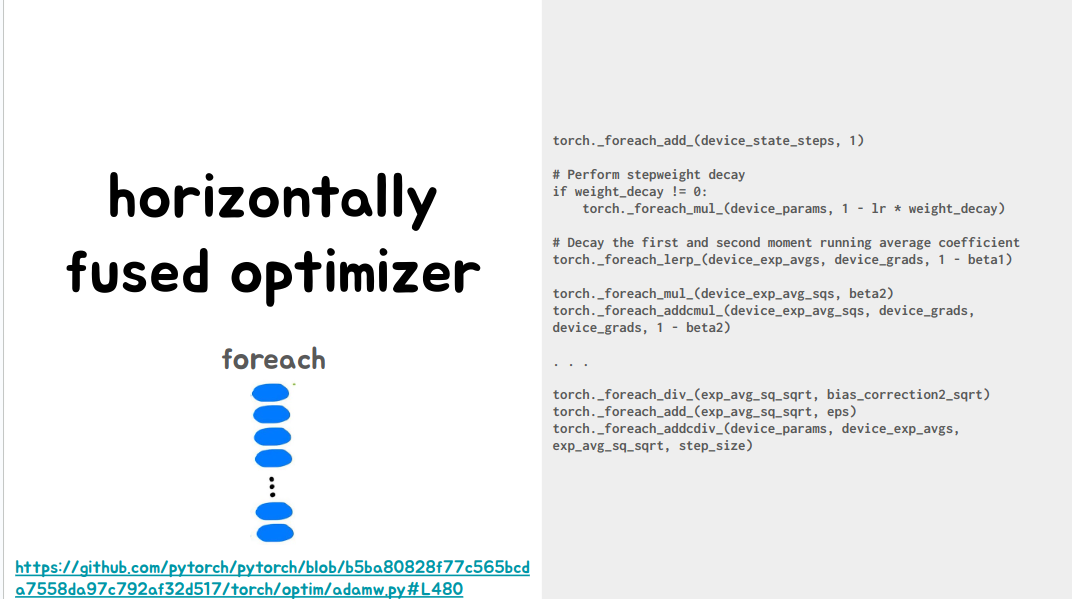 horizontally
fused optimizer
foreach
https://github.com/pytorch/pytorch/blob/b5ba80828f77c565bcd
a7558da97c792af32d517/torch/optim/adamw.py#L480
torch._foreach_add_(device_state_steps, 1)
# Perform stepweight decay
if weight_decay != 0:
    torch._foreach_mul_(device_params, 1 - lr * weight_decay)
# Decay the first and second moment running average coefficient
torch._foreach_lerp_(device_exp_avgs, device_grads, 1 - beta1)
torch._foreach_mul_(device_exp_avg_sqs, beta2)
torch._foreach_addcmul_(device_exp_avg_sqs, device_grads,
device_grads, 1 - beta2)
. . .
torch._foreach_div_(exp_avg_sq_sqrt, bias_correction2_sqrt)
torch._foreach_add_(exp_avg_sq_sqrt, eps)
torch._foreach_addcdiv_(device_params, device_exp_avgs,
exp_avg_sq_sqrt, step_size)